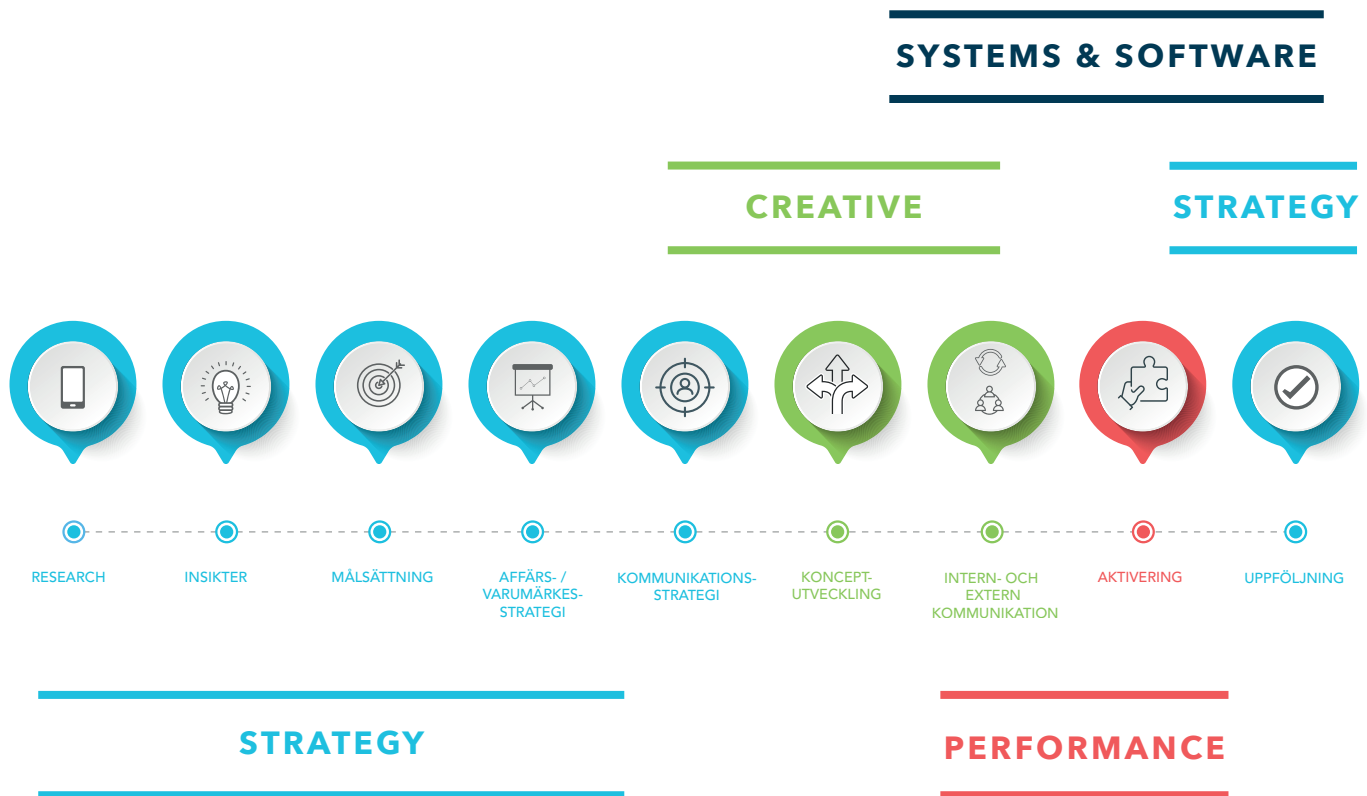 SYSTEMS & SOFTWARE
CREATIVE
STRATEGY
RESEARCH
INSIKTER
MÅLSÄTTNING
AFFÄRS- /
VARUMÄRKES-
STRATEGI
KOMMUNIKATIONS-
STRATEGI
KONCEPT-
UTVECKLING
INTERN- OCH
EXTERN
KOMMUNIKATION
AKTIVERING
UPPFÖLJNING
STRATEGY
PERFORMANCE